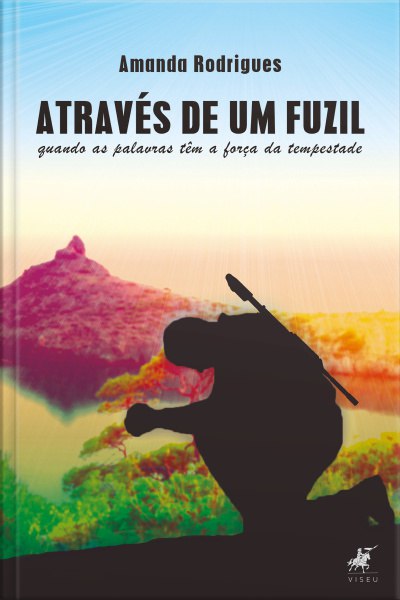 Amanda Rodrigues
ATRAVÉS DE UM FUZIL
quando as palavras têm a força da tempestade
VISEU